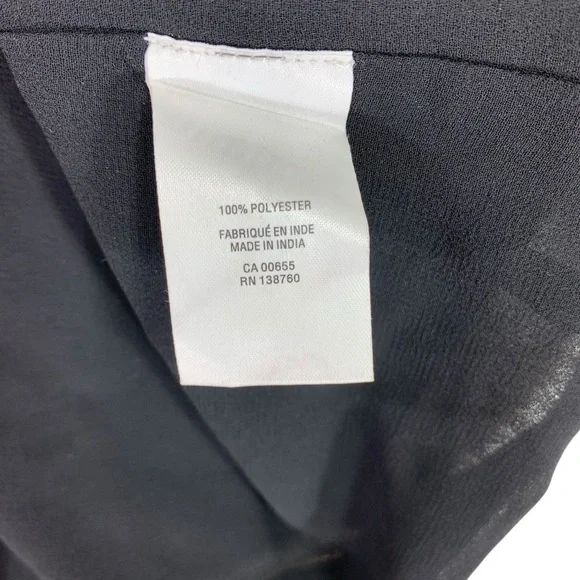 100% POLYESTER
FABRIQUÉ EN INDE
MADE IN INDIA
CA 00655
RN 138760